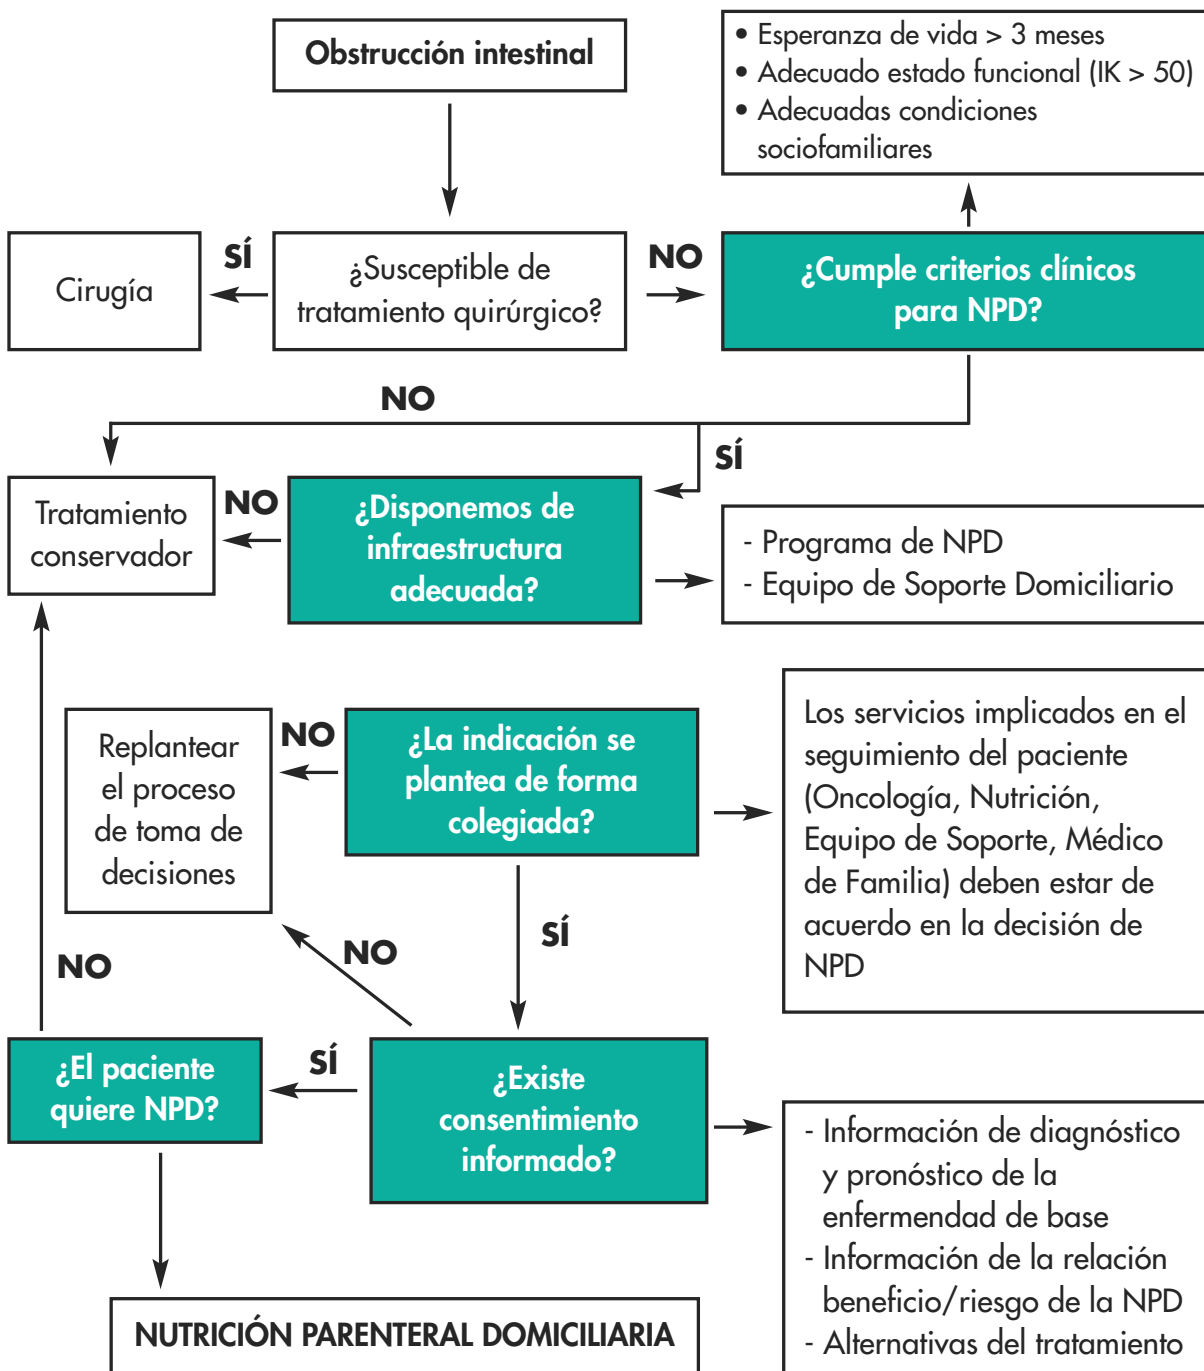 Obstrucción intestinal
• Esperanza de vida > 3 meses
• Adecuado estado funcional (IK > 50)
• Adecuadas condiciones
sociofamiliares
Cirugía
SÍ
¿Susceptible de
tratamiento quirúrgico?
NO
¿Cumple criterios clínicos
para NPD?
NO
SÍ
Tratamiento
conservador
NO
¿Disponemos de
infraestructura
adecuada?
- Programa de NPD
- Equipo de Soporte Domiciliario
Replantear
el proceso
de toma de
decisiones
NO
¿La indicación se
plantea de forma
colegiada?
Los servicios implicados en el
seguimiento del paciente
(Oncología, Nutrición,
Equipo de Soporte, Médico
de Familia) deben estar de
acuerdo en la decisión de
NPD
SÍ
NO
NO
¿El paciente
quiere NPD?
SÍ
¿Existe
consentimiento
informado?
- Información de diagnóstico
y pronóstico de la
enfermendad de base
- Información de la relación
beneficio/riesgo de la NPD
- Alternativas del tratamiento
NUTRICIÓN PARENTERAL DOMICILIARIA